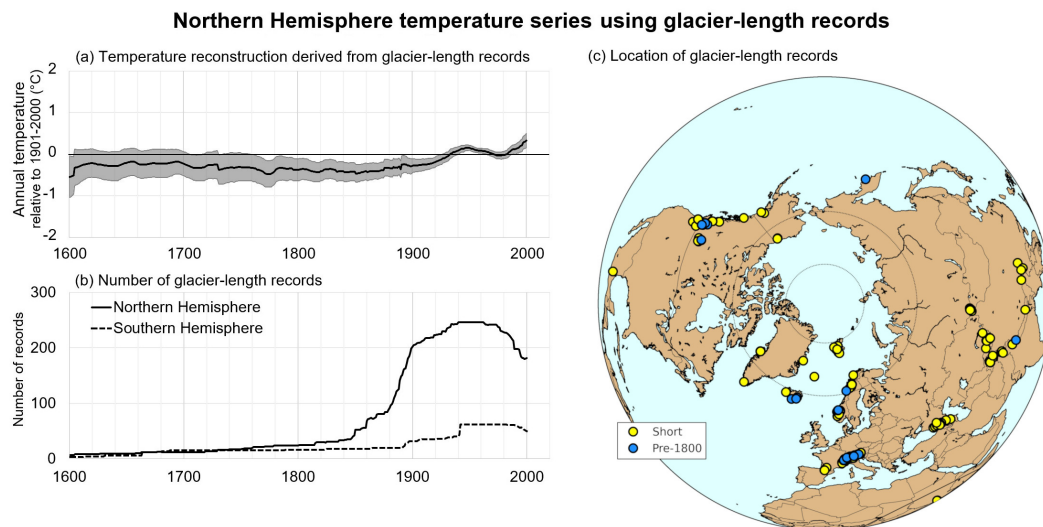 Northern Hemisphere temperature series using glacier-length records
(a) Temperature reconstruction derived from glacier-length records
Annual temperature
relative to 1901-2000 (°C)
2
1
0
-1
-2
1600
1700
1800
1900
2000
(b) Number of glacier-length records
Number of records
300
200
100
0
Northern Hemisphere
Southern Hemisphere
1600
1700
1800
1900
2000
(c) Location of glacier-length records
Short
Pre-1800